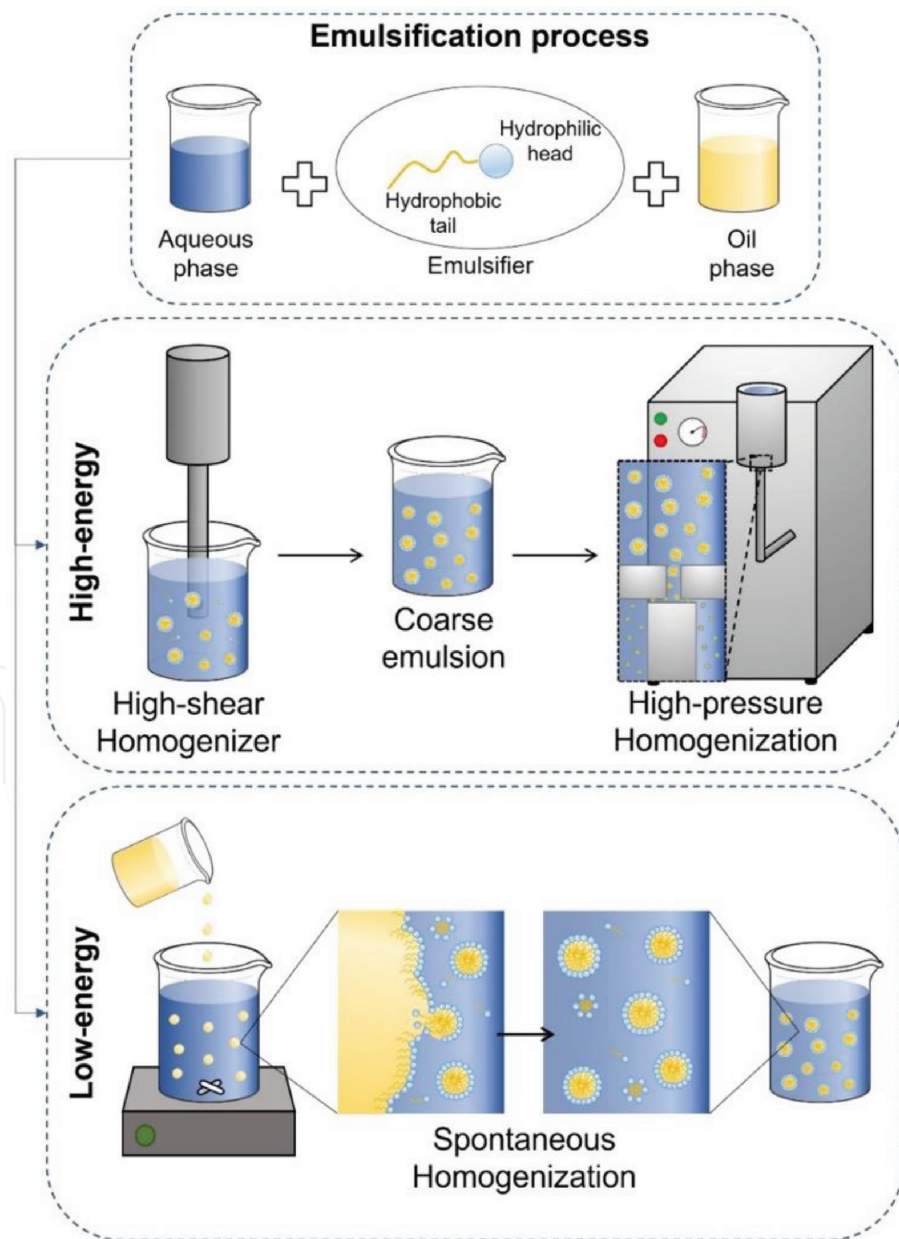 Emulsification process
Hydrophilic
head
Hydrophobic
tail
Aqueous
phase
Emulsifier
Oil
phase
High-energy
High-shear
Homogenizer
Coarse
emulsion
High-pressure
Homogenization
Low-energy
Spontaneous
Homogenization